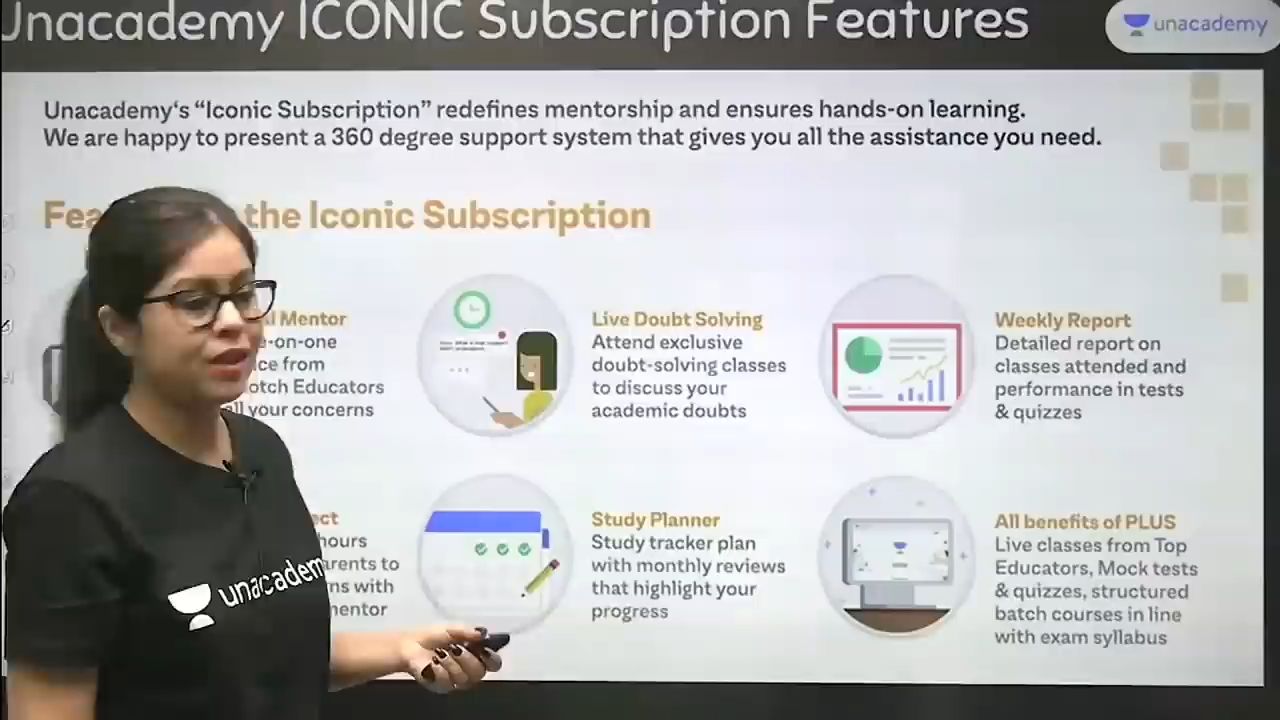 Unacademy ICONIC Subscription Features
unacademy
Unacademy's “Iconic Subscription” redefines mentorship and ensures hands-on learning.
We are happy to present a 360 degree support system that gives you all the assistance you need.
the Iconic Subscription
Mentor
from
Educators
all your concerns
Live Doubt Solving
Attend exclusive
doubt-solving classes
to discuss your
academic doubts
Weekly Report
Detailed report on
classes attended and
performance in tests
& quizzes
hours
to
with
mentor
Study Planner
Study tracker plan
with monthly reviews
that highlight your
progress
All benefits of PLUS
Live classes from Top
Educators, Mock tests
& quizzes, structured
batch courses in line
with exam syllabus
unacademy